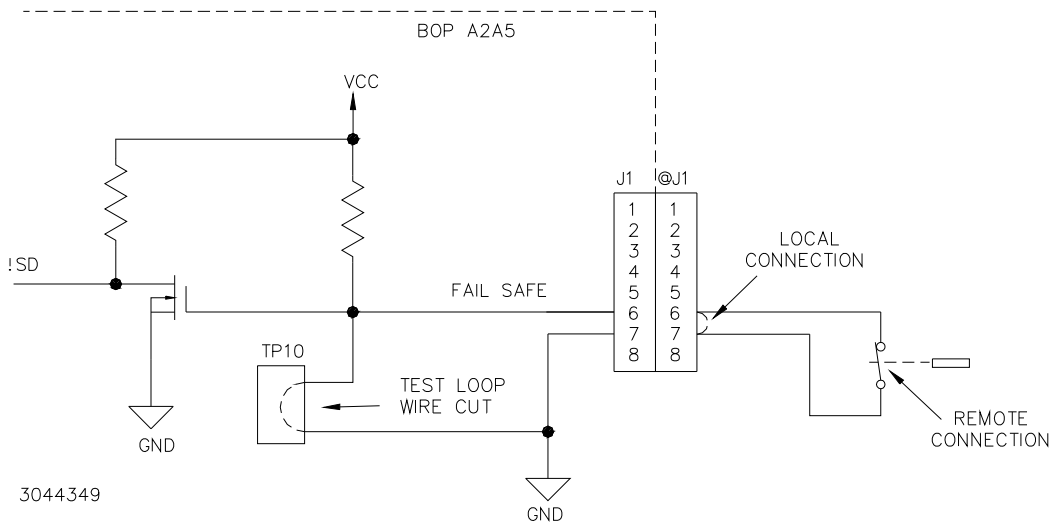 BOP A2A5
VCC
J1 @J1
1 1
2 2
3 3
4 4
5 5
6 6
7 7
8 8
LOCAL
CONNECTION
!SD
FAIL SAFE
TP10
TEST LOOP
WIRE CUT
REMOTE
CONNECTION
GND
3044349
GND